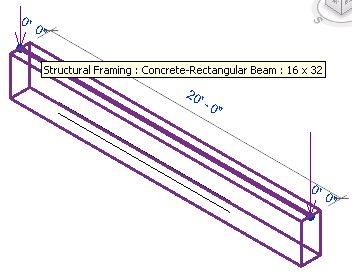 0' 0"
Structural Framing : Concrete-Rectangular Beam : 16 x 32
20' - 0"
0' 0"
S